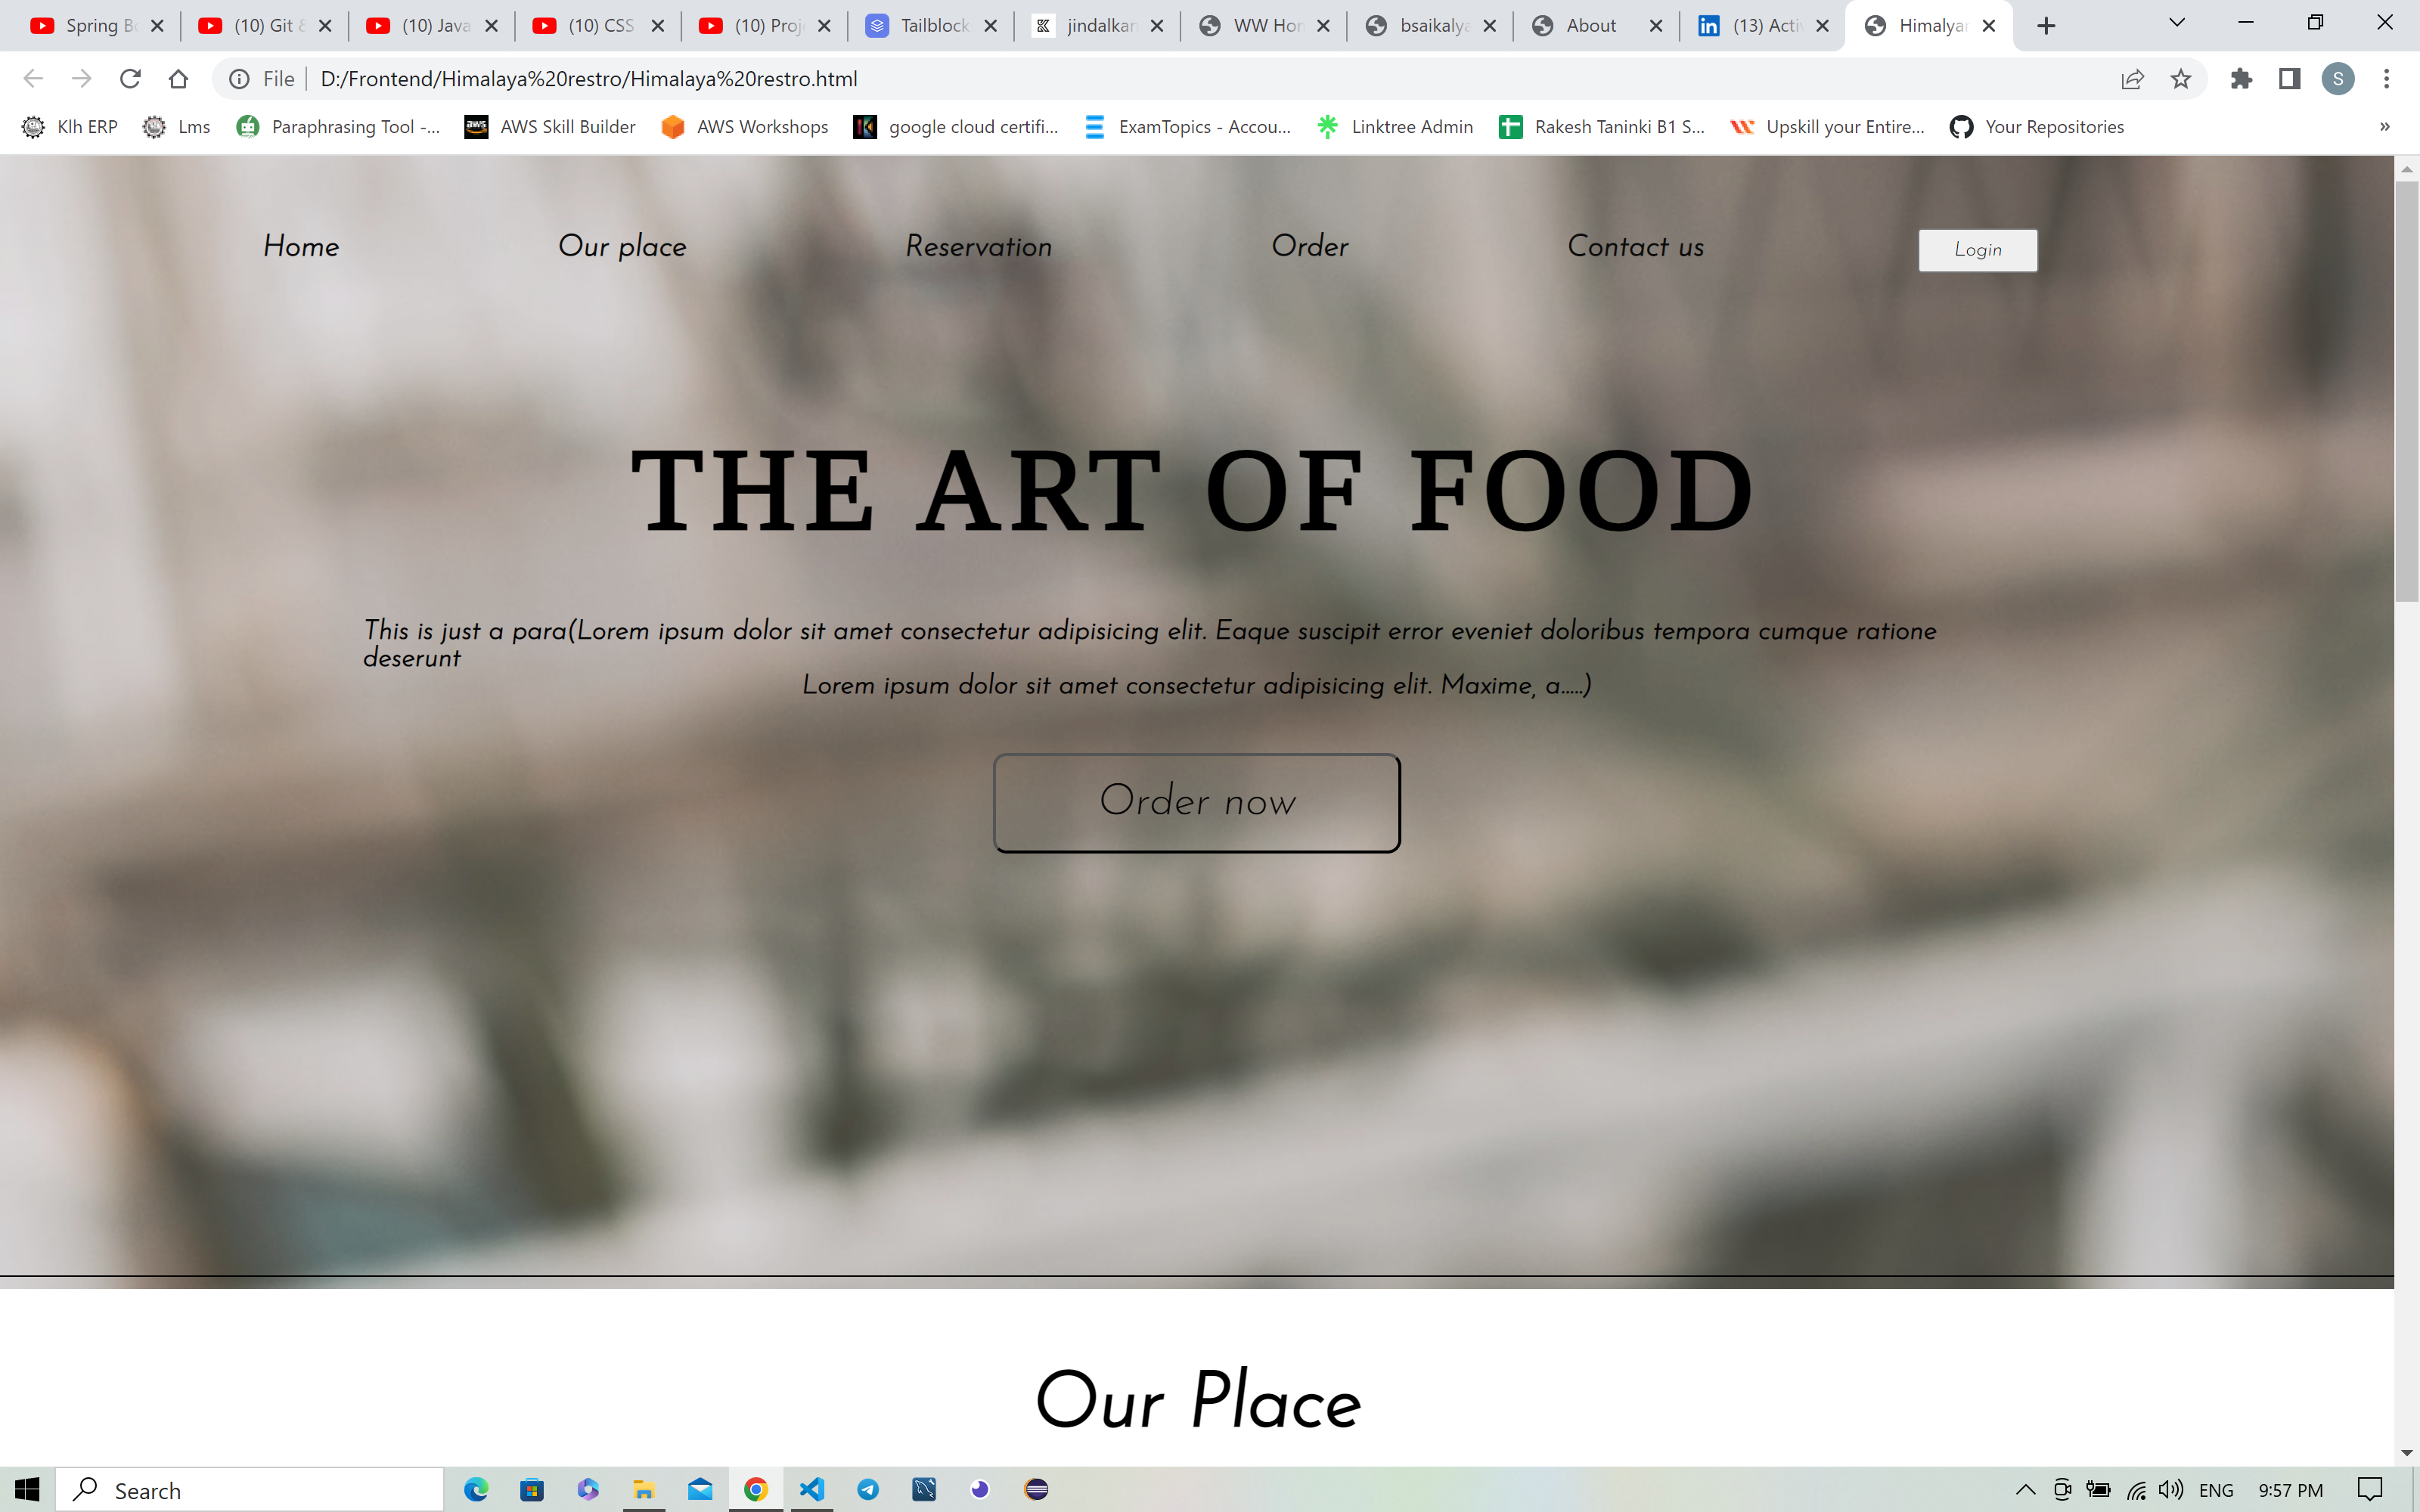 Spring B
(10) Git &
(10) Java
(10) CSS
(10) Proj
Tailblock
jindalkan
WW Hom
bsaikalya
About
(13) Acti
Himalyan
File
D:/Frontend/Himalaya%20restro/Himalaya%20restro.html
S
Klh ERP
Lms
Paraphrasing Tool -...
aws
AWS Skill Builder
AWS Workshops
google cloud certifi...
ExamTopics - Accou...
Linktree Admin
Rakesh Taninki B1 S...
Upskill your Entire...
Your Repositories
»
Home
Our place
Reservation
Order
Contact us
Login
THE ART OF FOOD
This is just a para(Lorem ipsum dolor sit amet consectetur adipisicing elit. Eaque suscipit error eveniet doloribus tempora cumque ratione
deserunt
Lorem ipsum dolor sit amet consectetur adipisicing elit. Maxime, a.....)
Order now
Our Place
Search
ENG
9:57 PM